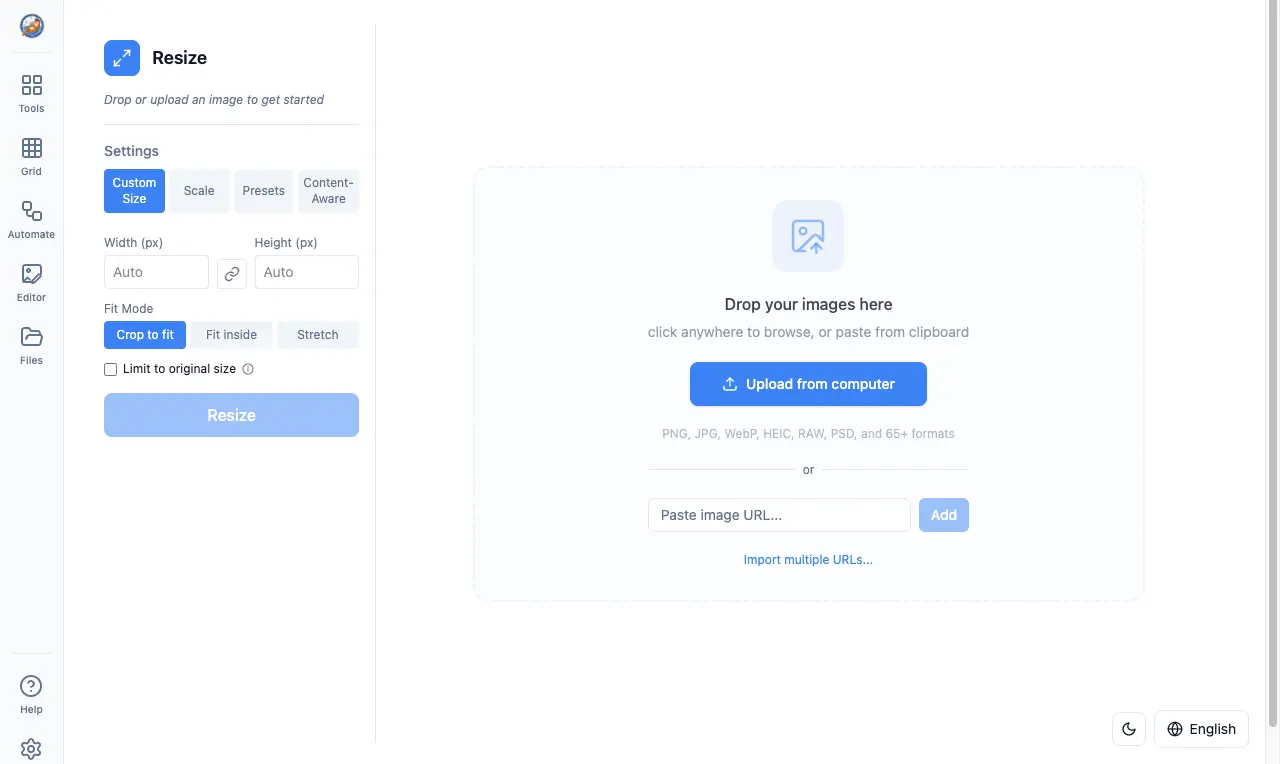 Tools
Grid
Automate
Editor
Files
Help
Resize
Drop or upload an image to get started
Settings
Custom Size
Scale
Presets
Content-Aware
Width (px)
Height (px)
Auto
Auto
Fit Mode
Crop to fit
Fit inside
Stretch
Limit to original size
Resize
Drop your images here
click anywhere to browse, or paste from clipboard
Upload from computer
PNG, JPG, WebP, HEIC, RAW, PSD, and 65+ formats
or
Paste image URL...
Add
Import multiple URLs...
English